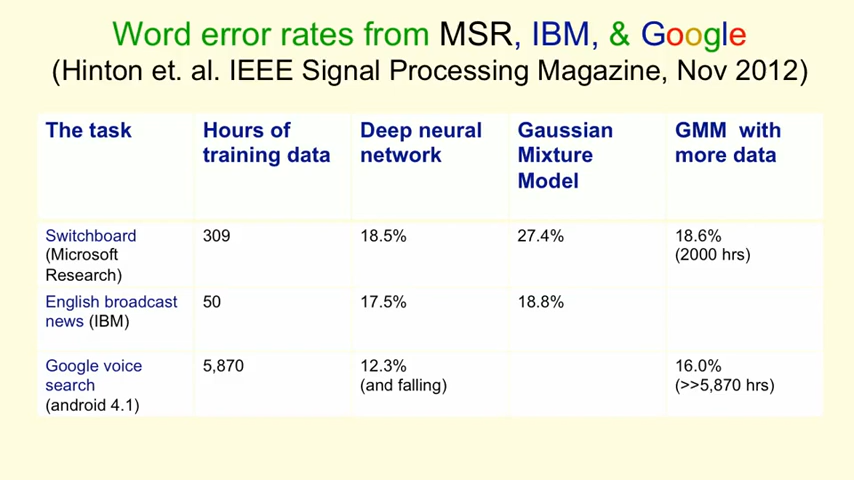 Word error rates from MSR, IBM, & Google
(Hinton et. al. IEEE Signal Processing Magazine, Nov 2012)
The task
Hours of
training data
Deep neural
network
Gaussian
Mixture
Model
GMM with
more data
Switchboard
(Microsoft
Research)
309
18.5%
27.4%
18.6%
(2000 hrs)
English broadcast
news (IBM)
50
17.5%
18.8%
Google voice
search
(android 4.1)
5,870
12.3%
(and falling)
16.0%
(>>5,870 hrs)